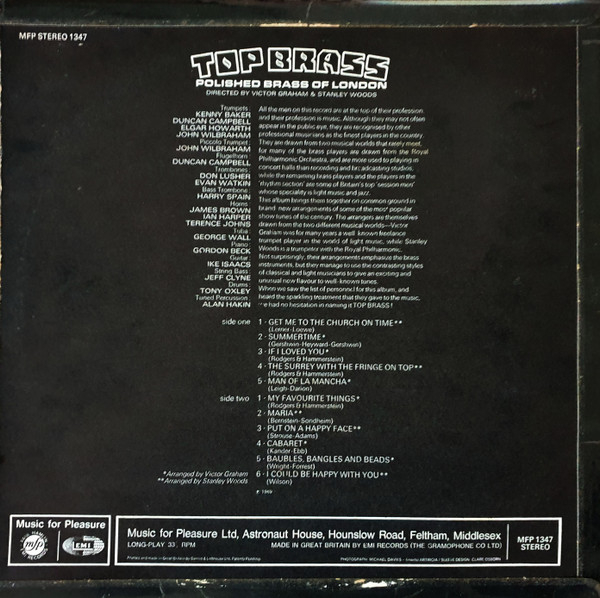 MFP STEREO 1347
TOP BRASS
POLISHED BRASS OF LONDON
DIRECTED BY VICTOR GRAHAM & STANLEY WOODS
Trumpets:
KENNY BAKER
DUNCAN CAMPBELL
ELGAR HOWARTH
JOHN WILBRAHAM
Piccolo Trumpet:
JOHN WILBRAHAM
Flugelhorn:
DUNCAN CAMPBELL
Trombones:
DON LUSHER
EVAN WATKIN
Bass Trombone:
HARRY SPAIN
Horns:
JAMES BROWN
IAN HARPER
TERENCE JOHNS
Tuba:
GEORGE WALL
Piano:
GORDON BECK
Guitar:
IKE ISAACS
String Bass:
JEFF CLYNE
Drums:
TONY OXLEY
Tuned Percussion:
ALAN HAKIN
All the men on this record are at the top of their profession
and their profession is music. Although they may not often
appear in the public eye, they are recognised by other
professional musicians as the finest players in the country.
They are drawn from two musical worlds that rarely meet,
for many of the brass players are drawn from the Royal
Philharmonic Orchestra, and are more used to playing in
concert halls than recording and broadcasting studios,
while the remaining brass players and the players in the
'rhythm section' are some of Britain's top 'session men'
whose speciality is light music and jazz.
This album brings them together on common ground in
brand new arrangements of some of the most popular
show tunes of the century. The arrangers are themselves
drawn from the two different musical worlds—Victor
Graham was for many years a well known freelance
trumpet player in the world of light music, while Stanley
Woods is a trumpeter with the Royal Philharmonic.
Not surprisingly, their arrangements emphasize the brass
instruments, but they manage to use the contrasting styles
of classical and light musicians to give an exciting and
unusual new flavour to well-known tunes.
When we saw the list of personnel for this album, and
heard the sparkling treatment that they gave to the music,
we had no hesitation in naming it TOP BRASS!
side one
1 · GET ME TO THE CHURCH ON TIME**
(Lerner-Loewe)
2 · SUMMERTIME*
(Gershwin-Heyward-Gershwin)
3 · IF I LOVED YOU*
(Rodgers & Hammerstein)
4 · THE SURREY WITH THE FRINGE ON TOP**
(Rodgers & Hammerstein)
5 · MAN OF LA MANCHA*
(Leigh-Darion)
side two
1 · MY FAVOURITE THINGS*
(Rodgers & Hammerstein)
2 · MARIA**
(Bernstein-Sondheim)
3 · PUT ON A HAPPY FACE**
(Strouse-Adams)
4 · CABARET*
(Kander-Ebb)
5 · BAUBLES, BANGLES AND BEADS*
(Wright-Forrest)
6 · I COULD BE HAPPY WITH YOU**
(Wilson)
*Arranged by Victor Graham
**Arranged by Stanley Woods
℗ 1969
Music for Pleasure
mfp
EMI
Music for Pleasure Ltd, Astronaut House, Hounslow Road, Feltham, Middlesex
LONG-PLAY 33⅓ RPM
MADE IN GREAT BRITAIN BY EMI RECORDS (THE GRAMOPHONE CO LTD)
MFP 1347
STEREO